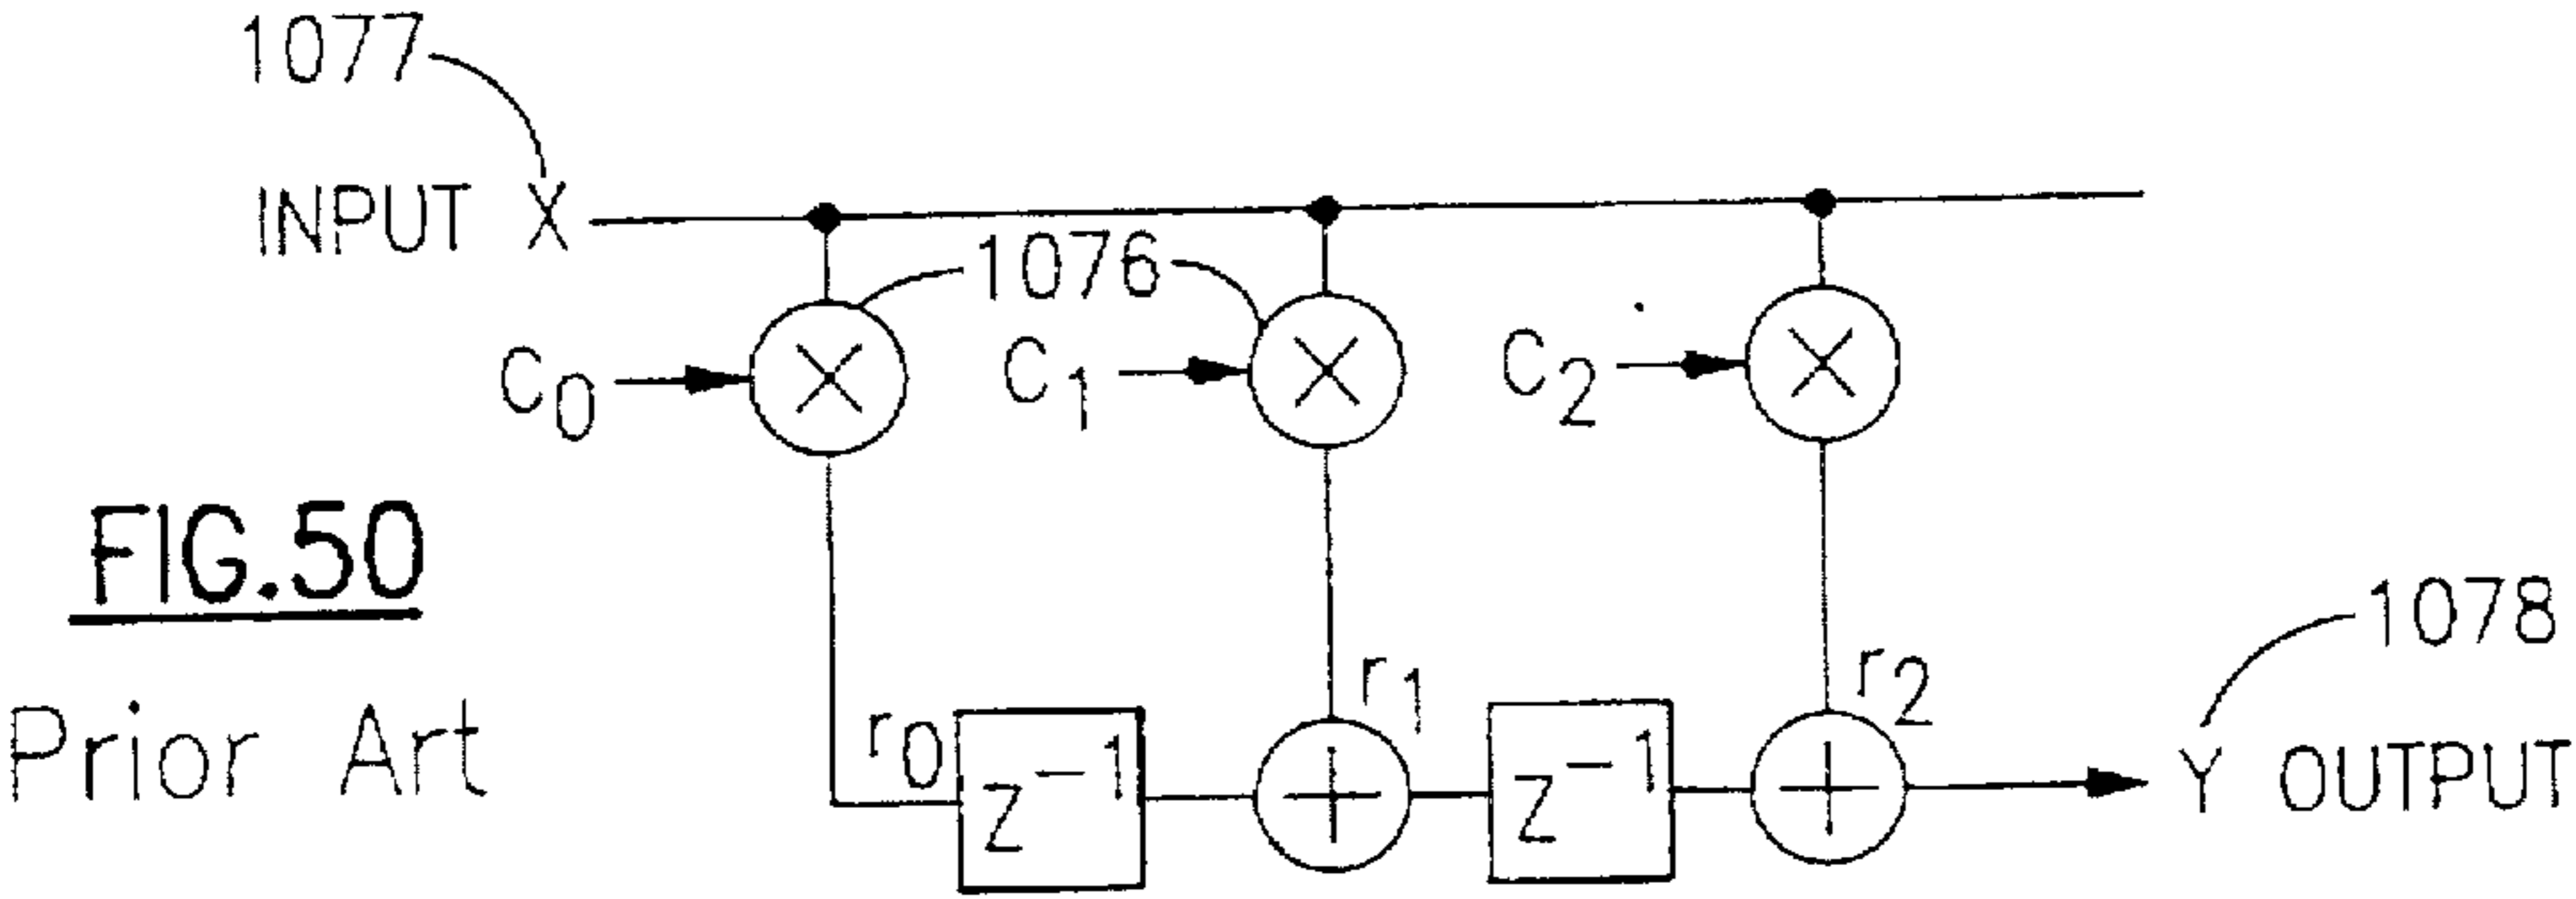 1077
INPUT X
1076
C0
C1
C2
FIG.50
Prior Art
r0
Z-1
r1
Z-1
r2
1078
Y OUTPUT